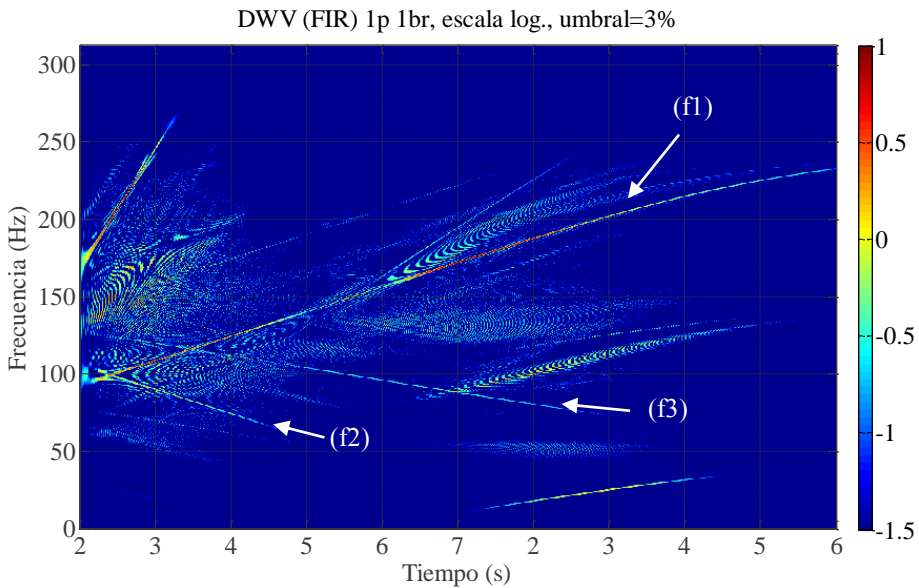 DWV (FIR) 1p 1br, escala log., umbral=3%
Frecuencia (Hz)
300
250
200
150
100
50
0
(f1)
(f2)
(f3)
2 3 4 5 6 7 2 3 4 5 6
Tiempo (s)
1
0.5
0
-0.5
-1
-1.5